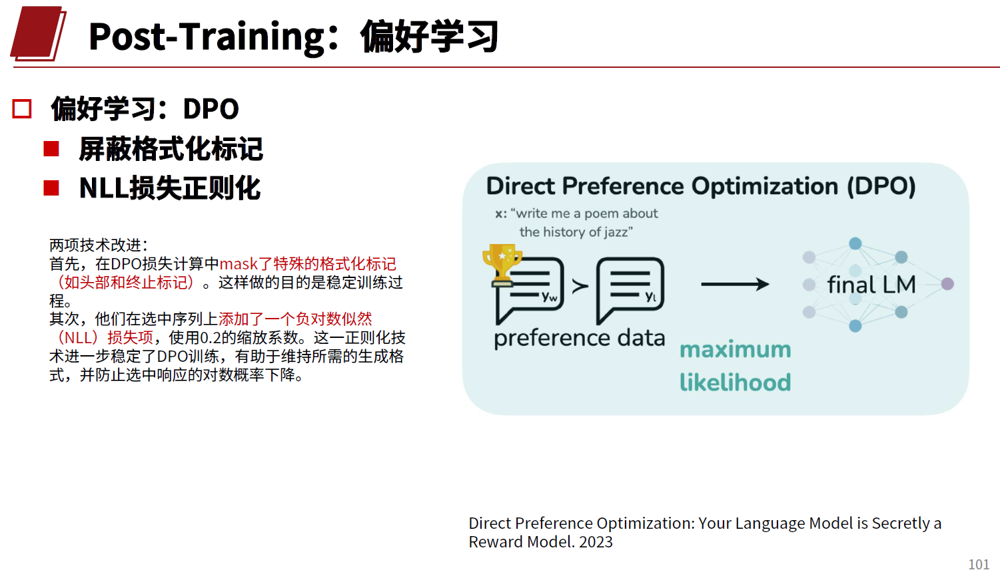 Post-Training：偏好学习
偏好学习：DPO
屏蔽格式化标记
NLL损失正则化
两项技术改进：
首先，在DPO损失计算中mask了特殊的格式化标记
（如头部和终止标记）。这样做的目的是稳定训练过
程。
其次，他们在选中序列上添加了一个负对数似然
（NLL）损失项，使用0.2的缩放系数。这一正则化技
术进一步稳定了DPO训练，有助于维持所需的生成格
式，并防止选中响应的对数概率下降。
Direct Preference Optimization (DPO)
x: “write me a poem about
the history of jazz”
yw > yl
final LM
preference data
maximum
likelihood
Direct Preference Optimization: Your Language Model is Secretly a
Reward Model. 2023
101